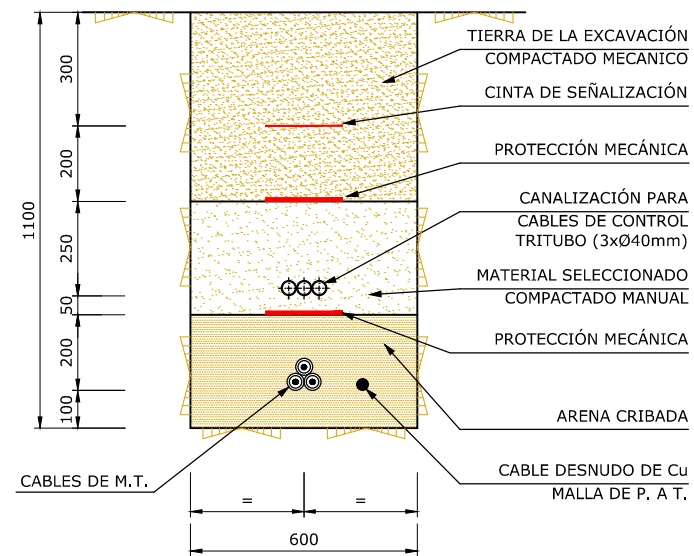 300
200
250
50
200
100
1100
TIERRA DE LA EXCAVACIÓN
COMPACTADO MECANICO
CINTA DE SEÑALIZACIÓN
PROTECCIÓN MECÁNICA
CANALIZACIÓN PARA
CABLES DE CONTROL
TRITUBO (3xØ40mm)
MATERIAL SELECCIONADO
COMPACTADO MANUAL
PROTECCIÓN MECÁNICA
ARENA CRIBADA
CABLE DESNUDO DE Cu
MALLA DE P. A T.
CABLES DE M.T.
= =
600